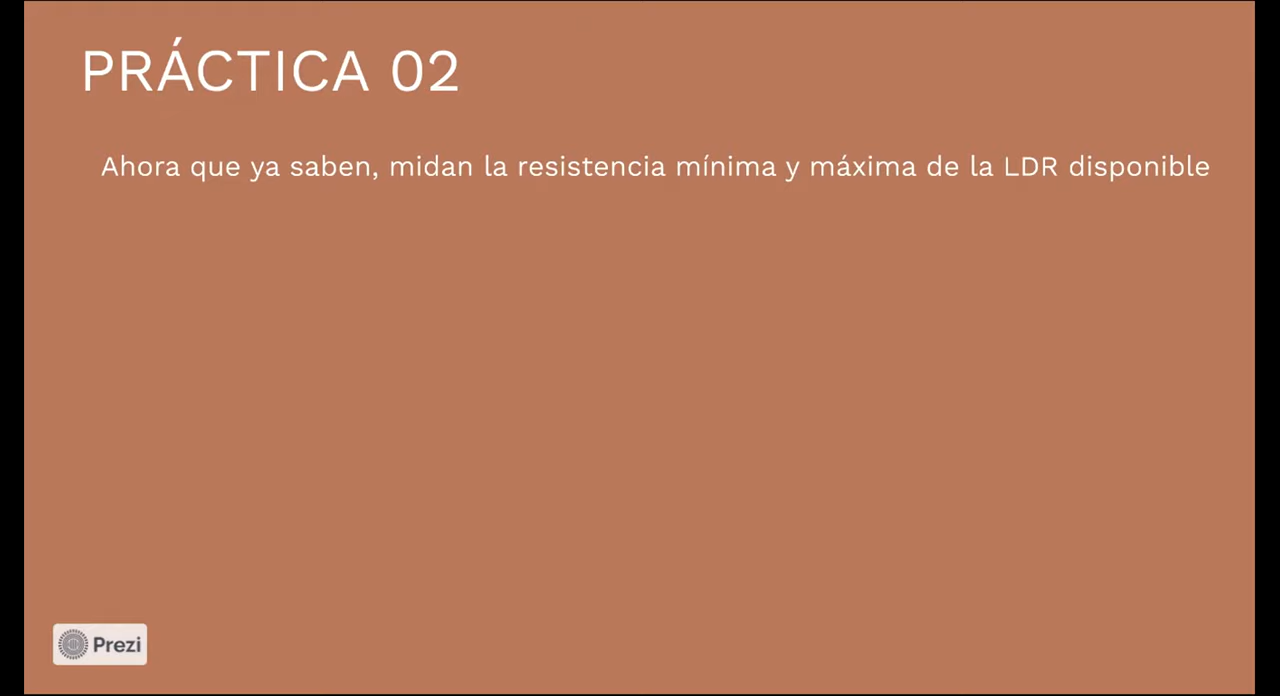 PRÁCTICA 02
Ahora que ya saben, midan la resistencia mínima y máxima de la LDR disponible
Prezi